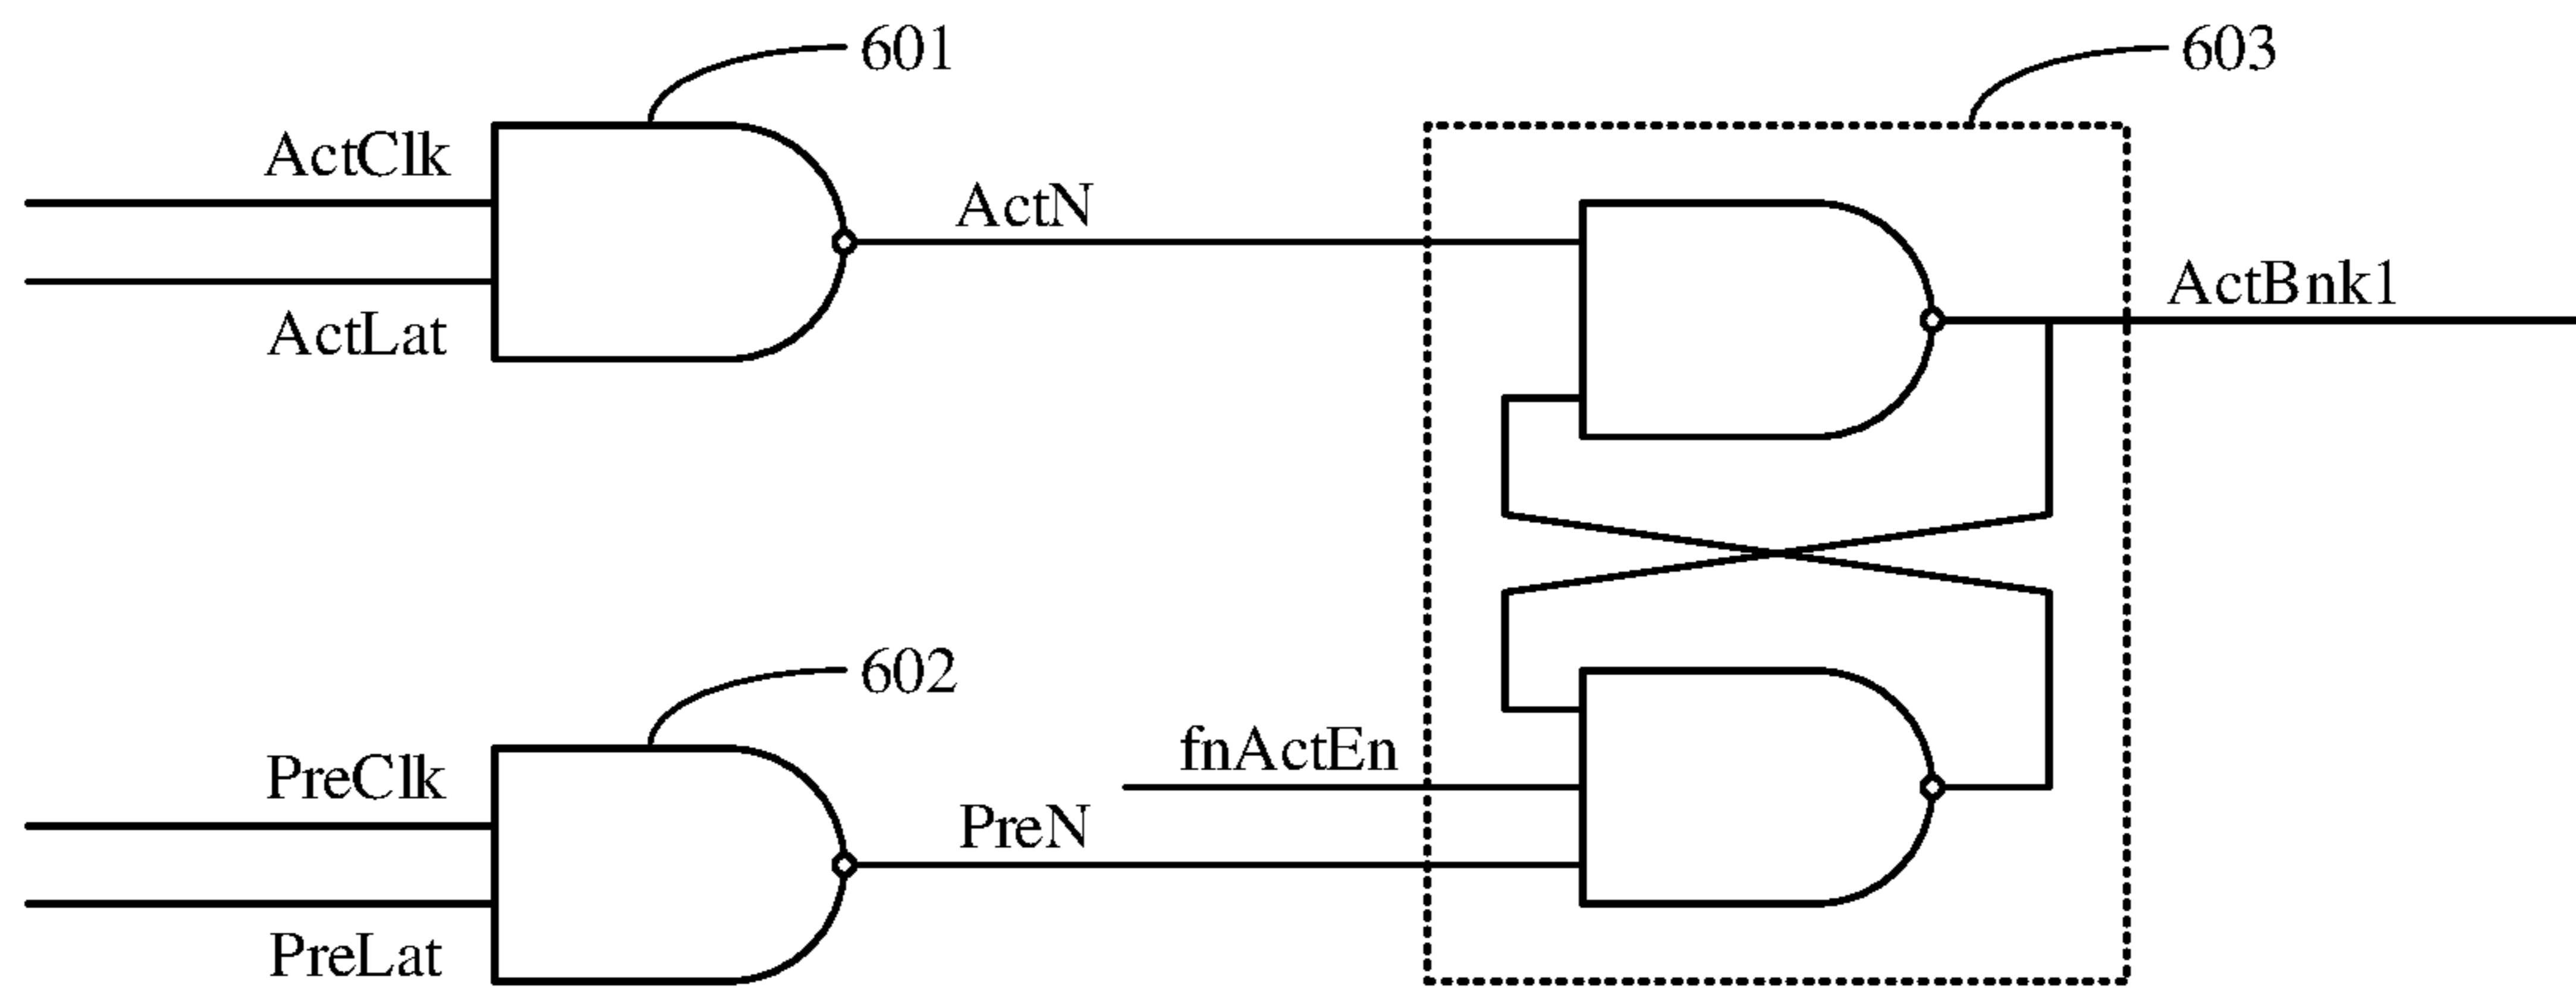 601
603
ActClk
ActN
ActBnk1
ActLat
602
fnActEn
PreClk
PreN
PreLat